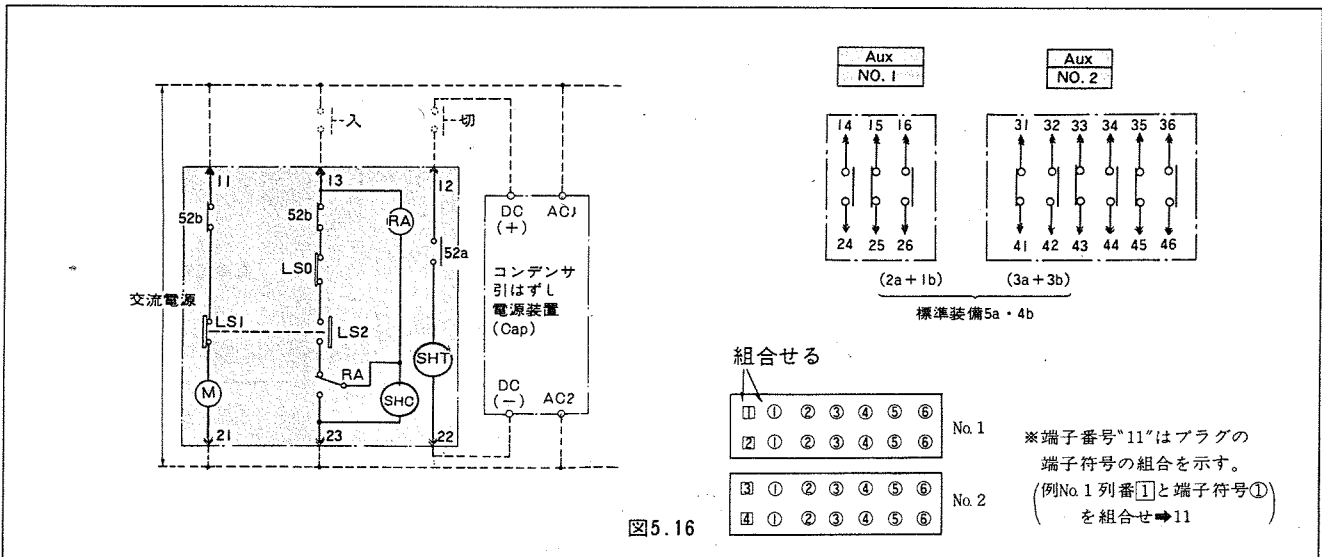 入
切
11
13
12
52b
52b
RA
52a
LS0
LS1
LS2
RA
M
SHC
SHT
21
23
22
交流電源
DC
(+)
AC1
コンデンサ
引はずし
電源装置
(Cap)
DC
(−)
AC2
Aux
NO. 1
Aux
NO. 2
14 15 16
24 25 26
31 32 33 34 35 36
41 42 43 44 45 46
(2a+1b)
(3a+3b)
標準装備5a・4b
組合せる
1 ① ② ③ ④ ⑤ ⑥
2 ① ② ③ ④ ⑤ ⑥
No. 1
3 ① ② ③ ④ ⑤ ⑥
4 ① ② ③ ④ ⑤ ⑥
No. 2
※端子番号"11"はプラグの
端子符号の組合を示す。
(例No.1列番1と端子符号①
を組合せ➡11)
図5.16